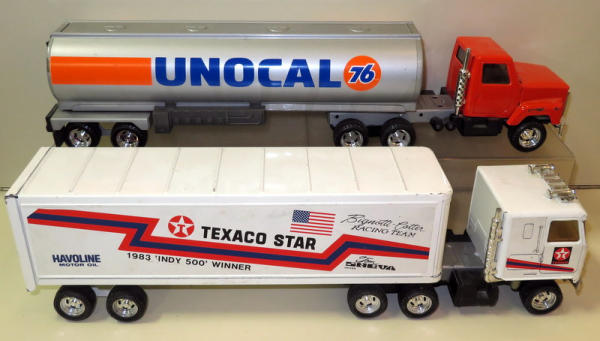 UNOCAL 76
TEXACO STAR
Bignotti-Cotter
RACING TEAM
1983 'INDY 500' WINNER
HAVOLINE
MOTOR OIL